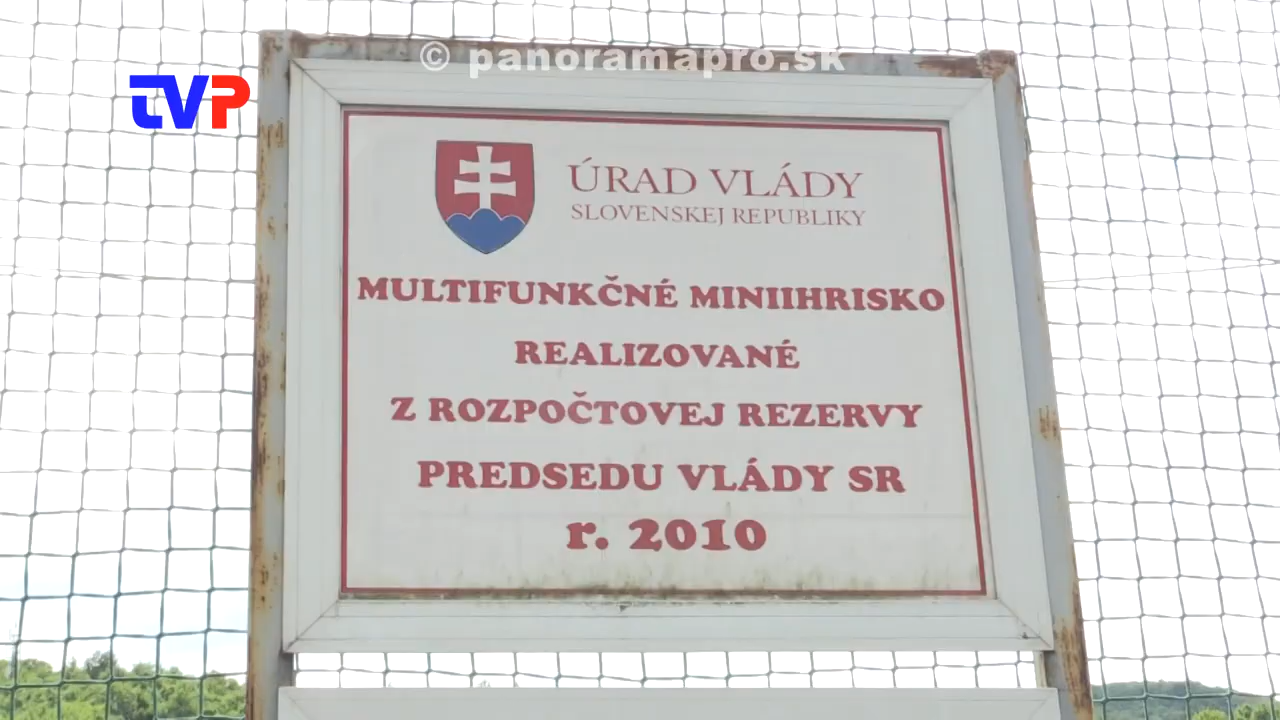 © panoramapro.sk
TVP
ÚRAD VLÁDY
SLOVENSKEJ REPUBLIKY
MULTIFUNKČNÉ MINIIHRISKO
REALIZOVANÉ
Z ROZPOČTOVEJ REZERVY
PREDSEDU VLÁDY SR
r. 2010